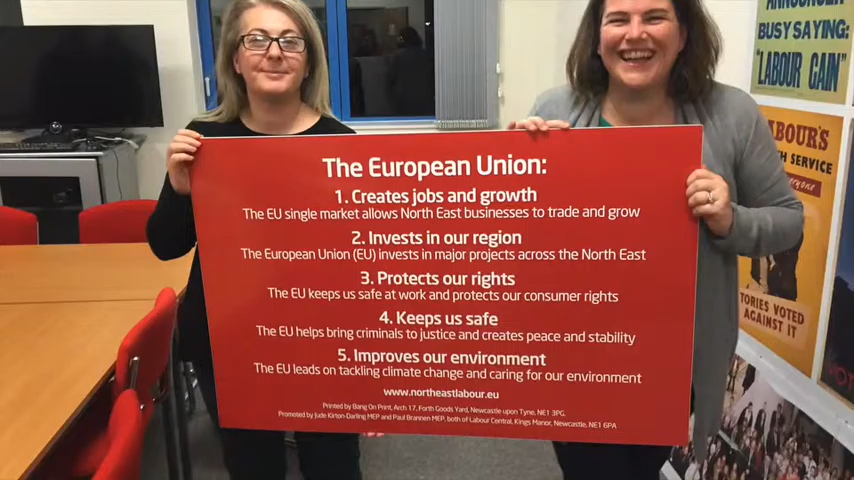 The European Union:
1. Creates jobs and growth
The EU single market allows North East businesses to trade and grow
2. Invests in our region
The European Union (EU) invests in major projects across the North East
3. Protects our rights
The EU keeps us safe at work and protects our consumer rights
4. Keeps us safe
The EU helps bring criminals to justice and creates peace and stability
5. Improves our environment
The EU leads on tackling climate change and caring for our environment
www.northeastlabour.eu
Printed by Bang On Print, Arch 17, Forth Goods Yard, Newcastle upon Tyne, NE1 3PG.
Promoted by Jude Kirton-Darling MEP and Paul Brannen MEP, both of Labour Central, Kings Manor, Newcastle, NE1 6PA
ANNOUNCER
BUSY SAYING:
"LABOUR GAIN"
LABOUR'S
HEALTH SERVICE
TORIES VOTED
AGAINST IT!